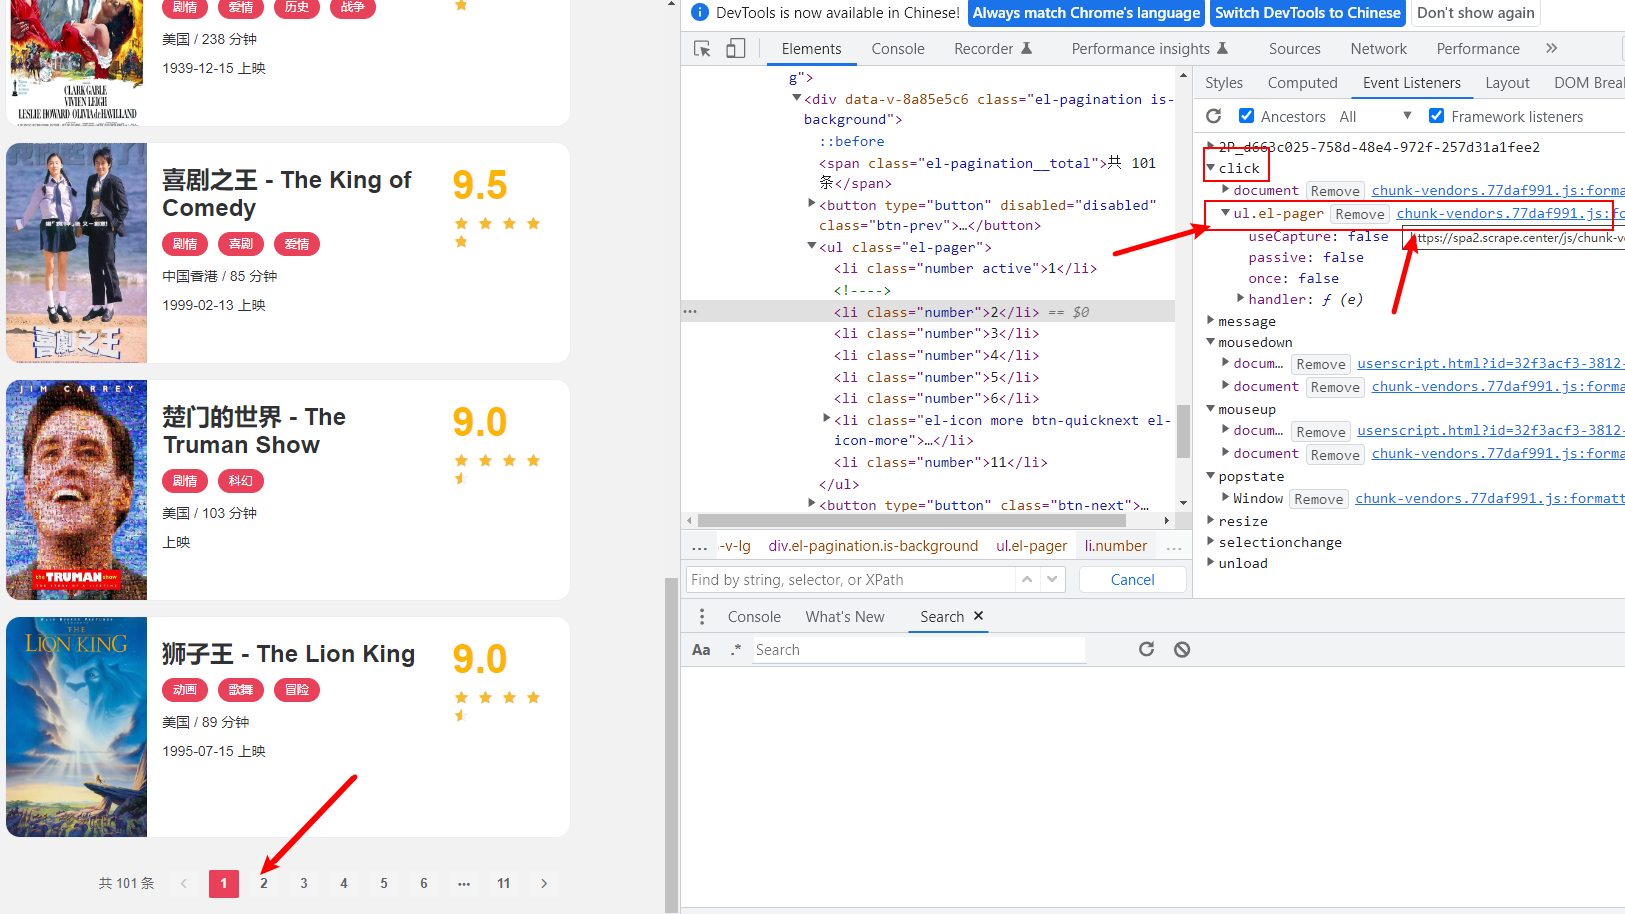 剧情 爱情 历史 战争
美国 / 238 分钟
1939-12-15 上映
CLARK GABLE
VIVIEN LEIGH
LESLIE HOWARD OLIVIA de HAVILLAND
喜剧之王 - The King of
Comedy
9.5
剧情 喜剧 爱情
中国香港 / 85 分钟
1999-02-13 上映
喜剧之王
JIM CARREY
楚门的世界 - The
Truman Show
9.0
剧情 科幻
美国 / 103 分钟
上映
the TRUMAN show
THE
LION KING
狮子王 - The Lion King
9.0
动画 歌舞 冒险
美国 / 89 分钟
1995-07-15 上映
共 101 条 < 1 2 3 4 5 6 ••• 11 >
DevTools is now available in Chinese! Always match Chrome's language Switch DevTools to Chinese Don't show again
Elements Console Recorder Performance insights Sources Network Performance »
g">
<div data-v-8a85e5c6 class="el-pagination is-
background">
::before
<span class="el-pagination__total">共 101
条</span>
<button type="button" disabled="disabled"
class="btn-prev">…</button>
<ul class="el-pager">
<li class="number active">1</li>
<!---->
<li class="number">2</li> == $0
<li class="number">3</li>
<li class="number">4</li>
<li class="number">5</li>
<li class="number">6</li>
<li class="el-icon more btn-quicknext el-
icon-more">…</li>
<li class="number">11</li>
</ul>
<button type="button" class="btn-next">…
... -v-lg div.el-pagination.is-background ul.el-pager li.number ...
Find by string, selector, or XPath Cancel
Styles Computed Event Listeners Layout DOM Brea
Ancestors All Framework listeners
2P_d663c025-758d-48e4-972f-257d31a1fee2
click
document Remove chunk-vendors.77daf991.js:forma
ul.el-pager Remove chunk-vendors.77daf991.js:fo
useCapture: false https://spa2.scrape.center/js/chunk-v
passive: false
once: false
handler: ƒ (e)
message
mousedown
docum… Remove userscript.html?id=32f3acf3-3812-
document Remove chunk-vendors.77daf991.js:forma
mouseup
docum… Remove userscript.html?id=32f3acf3-3812-
document Remove chunk-vendors.77daf991.js:forma
popstate
Window Remove chunk-vendors.77daf991.js:formatt
resize
selectionchange
unload
Console What's New Search ×
Aa .* Search